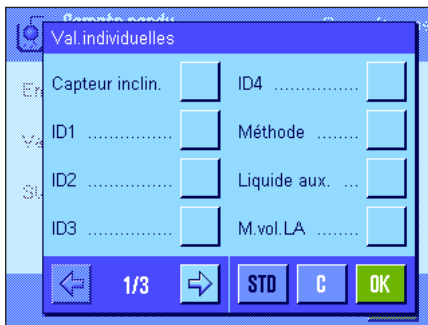 Val.individuelles
Capteur inclin.
ID4 ................
ID1 ................
Méthode ........
ID2 ................
Liquide aux. ...
ID3 ................
M.vol.LA ........
1/3
STD
C
OK